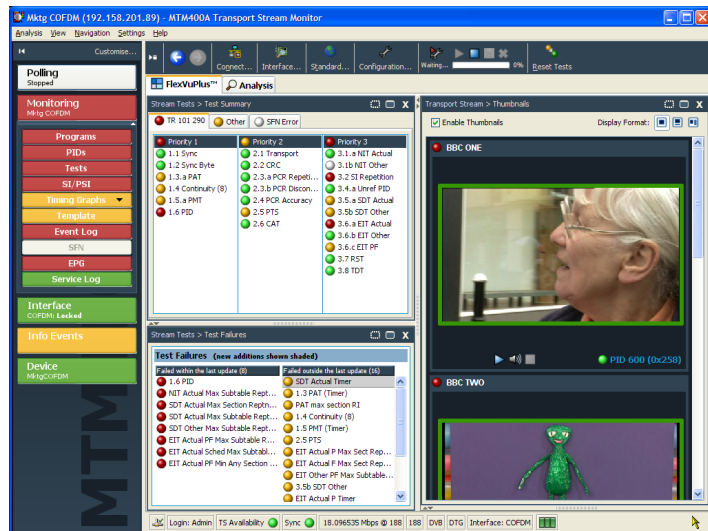 Mktg COFDM (192.158.201.89) - MTM400A Transport Stream Monitor
Analysis View Navigation Settings Help
Customise...
Polling
Stopped
Monitoring
Mktg COFDM
Programs
PIDs
Tests
SI/PSI
Timing Graphs
Template
Event Log
SFN
EPG
Service Log
Interface
COFDM: Locked
Info Events
Device
MktgCOFDM
MTM
Connect...
Interface...
Standard...
Configuration...
Waiting...
0%
Reset Tests
FlexVuPlus™
Analysis
Stream Tests > Test Summary
TR 101 290
Other
SFN Error
Priority 1
1.1 Sync
1.2 Sync Byte
1.3.a PAT
1.4 Continuity (8)
1.5.a PMT
1.6 PID
Priority 2
2.1 Transport
2.2 CRC
2.3.a PCR Repeti...
2.3.b PCR Discon...
2.4 PCR Accuracy
2.5 PTS
2.6 CAT
Priority 3
3.1.a NIT Actual
3.1b NIT Other
3.2 SI Repetition
3.4.a Unref PID
3.5.a SDT Actual
3.5b SDT Other
3.6.a EIT Actual
3.6.b EIT Other
3.6.c EIT PF
3.7 RST
3.8 TDT
Stream Tests > Test Failures
Test Failures (new additions shown shaded)
Failed within the last update (8)
1.6 PID
NIT Actual Max Subtable Rept...
SDT Actual Max Section Reptn...
SDT Actual Max Subtable Rept...
SDT Other Max Subtable Rept...
EIT Actual PF Max Subtable R...
EIT Actual Sched Max Subtabl...
EIT Actual PF Min Any Section ...
Failed outside the last update (16)
SDT Actual Timer
1.3 PAT (Timer)
PAT max section RI
1.4 Continuity (8)
1.5 PMT (Timer)
2.5 PTS
EIT Actual P Max Sect Rep...
EIT Actual F Max Sect Rep...
EIT Other PF Max Subtable...
3.5b SDT Other
EIT Actual P Timer
Transport Stream > Thumbnails
Enable Thumbnails
Display Format:
BBC ONE
PID 600 (0x258)
BBC TWO
Login: Admin
TS Availability
Sync
18.096535 Mbps @ 188
188
DVB
DTG
Interface: COFDM